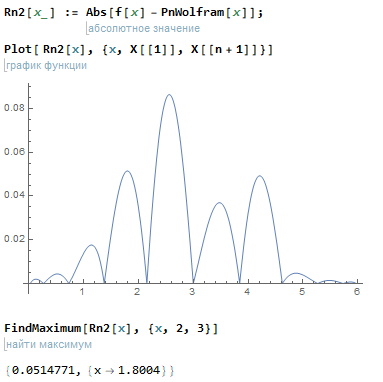 Rn2[x_] := Abs[f[x] - PnWolfram[x]];
абсолютное значение
Plot[ Rn2[x], {x, X[[1]], X[[n + 1]]}]
график функции
0.08
0.06
0.04
0.02
1 2 3 4 5 6
FindMaximum[Rn2[x], {x, 2, 3}]
найти максимум
{0.0514771, {x → 1.8004}}